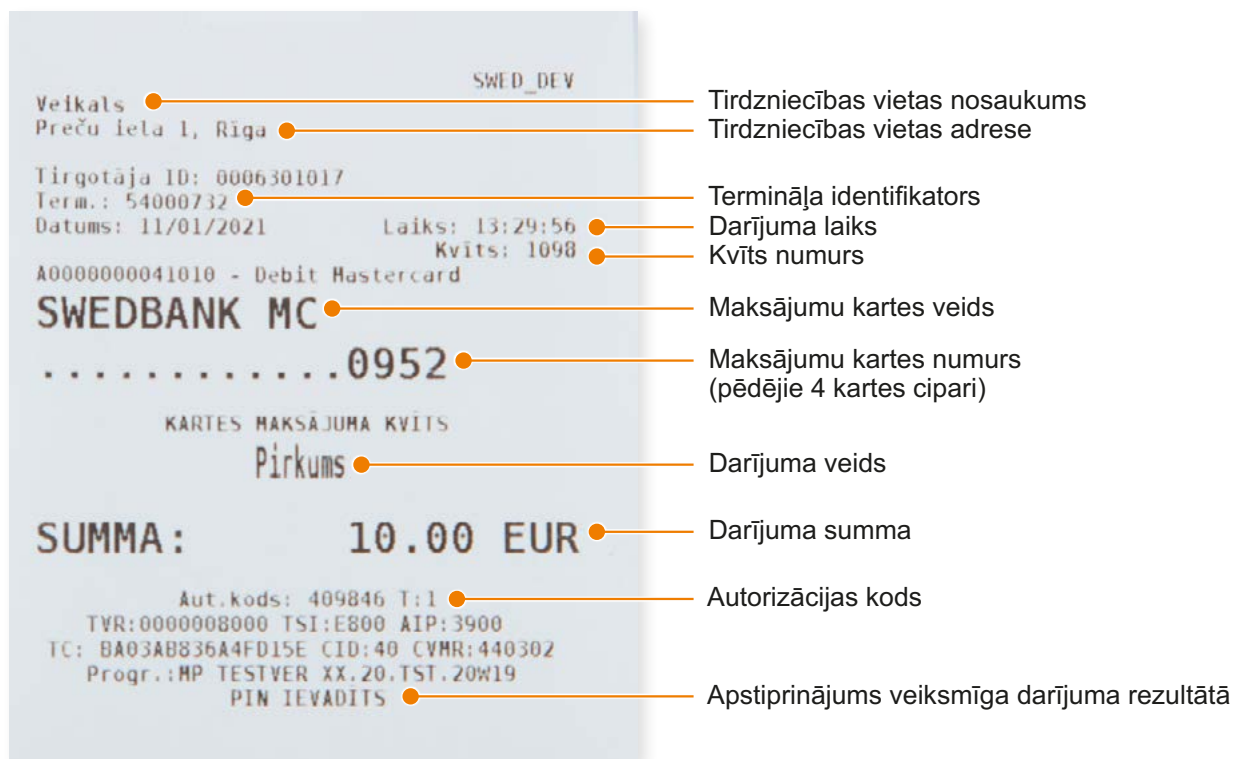 SWED_DEV
Veikals
Preču iela 1, Rīga
Tirgotāja ID: 0006301017
Term.: 54000732
Datums: 11/01/2021 Laiks: 13:29:56
Kvīts: 1098
A0000000041010 - Debit Mastercard
SWEDBANK MC
............0952
KARTES MAKSĀJUMA KVĪTS
Pirkums
SUMMA: 10.00 EUR
Aut.kods: 409846 T:1
TVR:0000008000 TSI:E800 AIP:3900
TC: BA03AB836A4FD15E CID:40 CVMR:440302
Progr.:MP TESTVER XX.20.TST.20W19
PIN IEVADĪTS
Tirdzniecības vietas nosaukums
Tirdzniecības vietas adrese
Termināļa identifikators
Darījuma laiks
Kvīts numurs
Maksājumu kartes veids
Maksājumu kartes numurs
(pēdējie 4 kartes cipari)
Darījuma veids
Darījuma summa
Autorizācijas kods
Apstiprinājums veiksmīga darījuma rezultātā